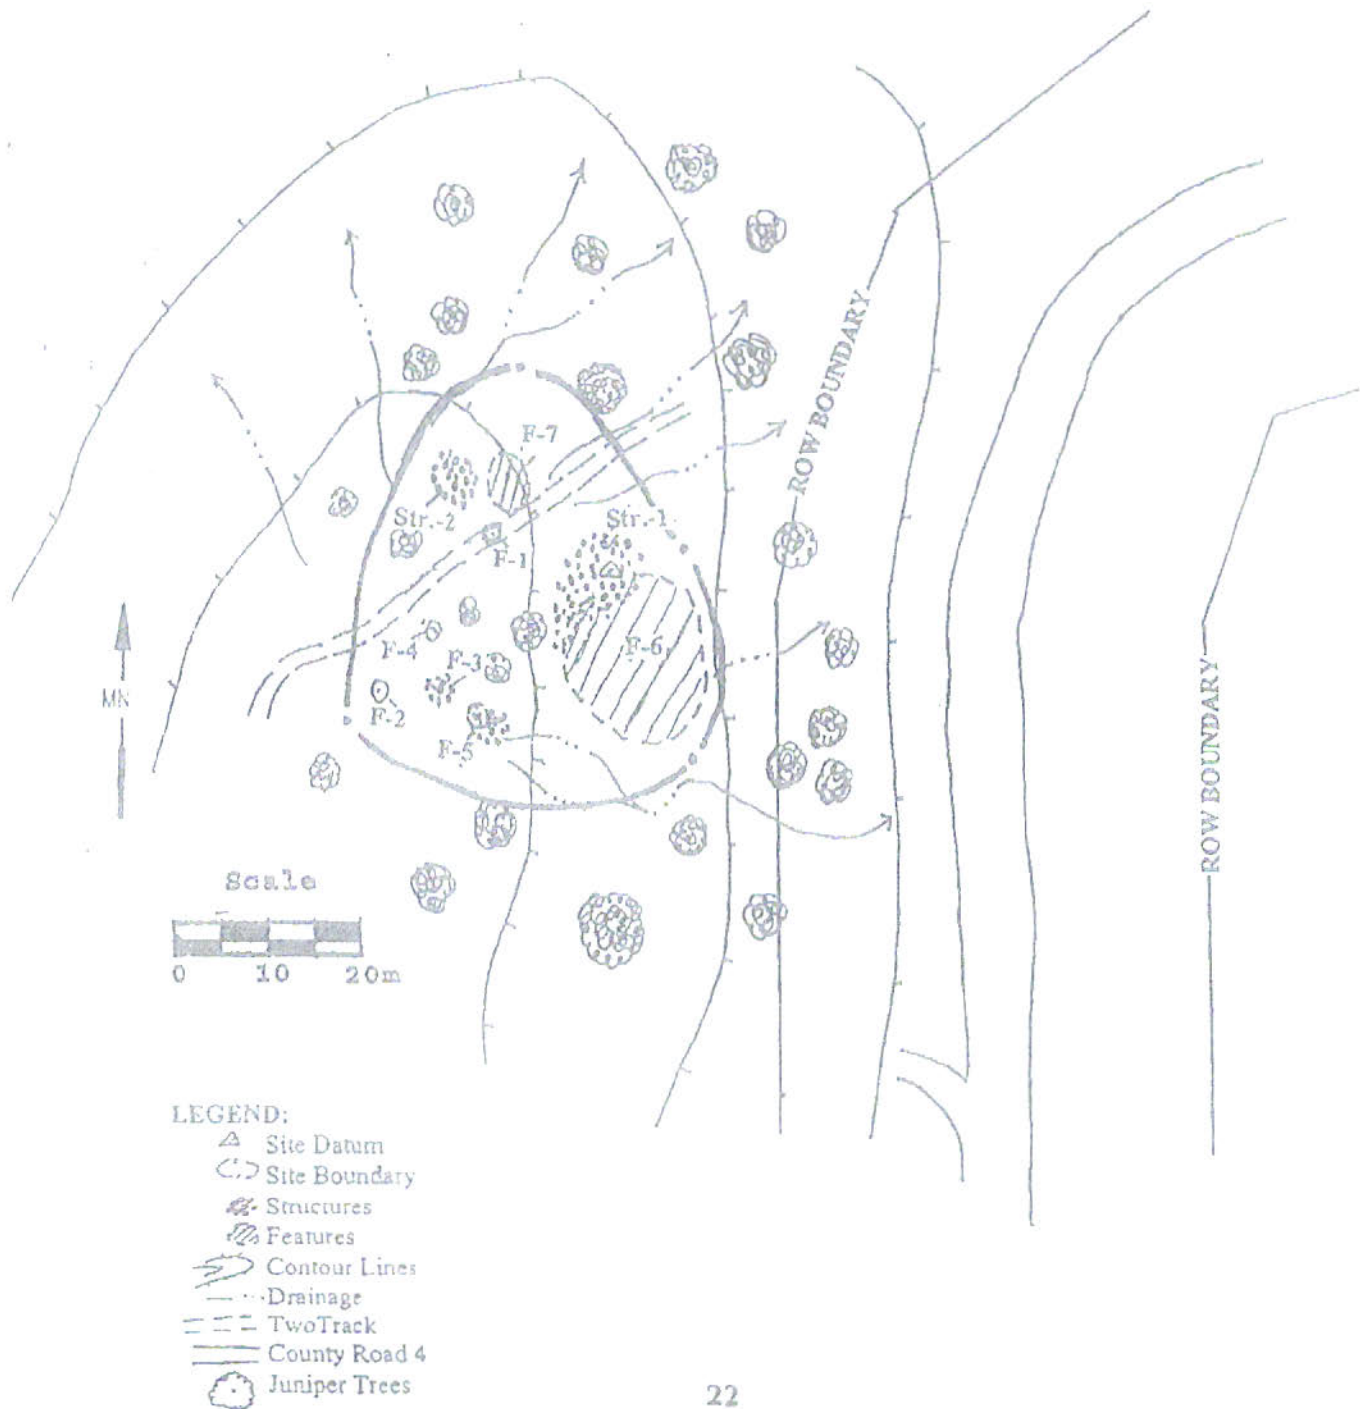 ROW BOUNDARY
F-7
Str.-2
Str.-1
F-1
F-4
F-3
F-6
F-2
F-5
MN
ROW BOUNDARY
Scale
0 10 20m
LEGEND:
Site Datum
Site Boundary
Structures
Features
Contour Lines
Drainage
TwoTrack
County Road 4
Juniper Trees
22